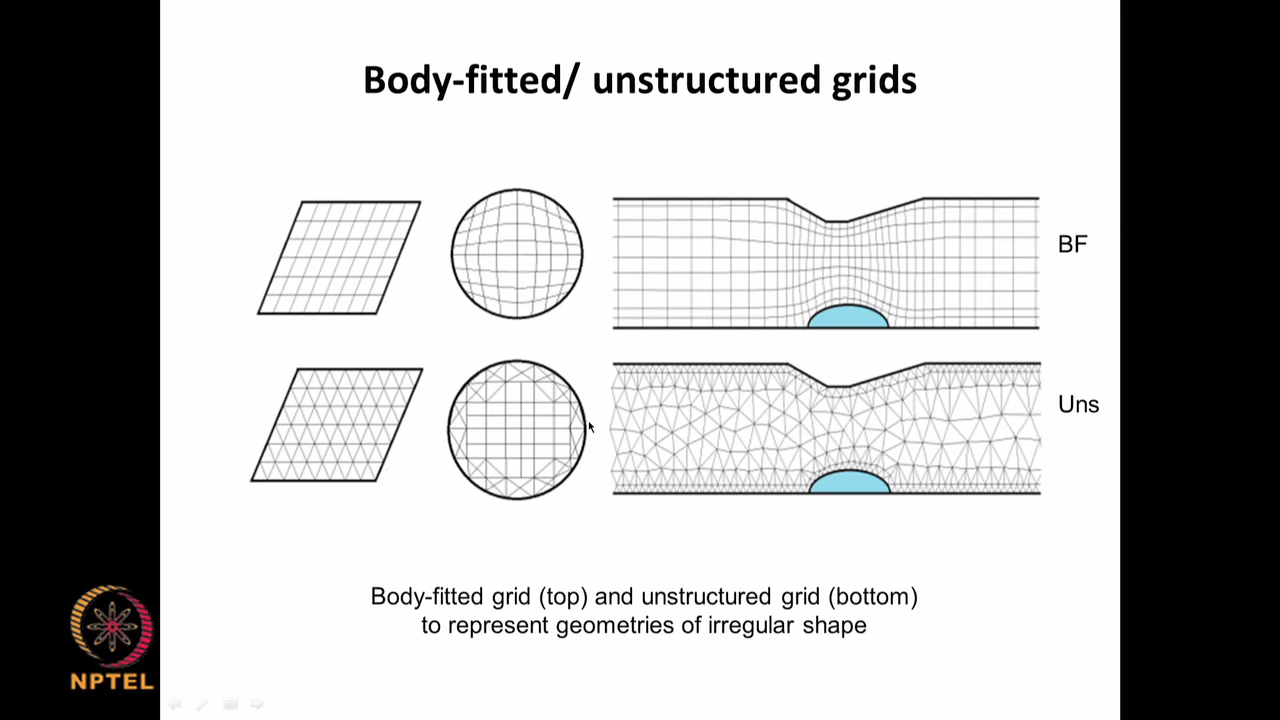 Body-fitted/ unstructured grids
BF
Uns
Body-fitted grid (top) and unstructured grid (bottom)
to represent geometries of irregular shape
NPTEL